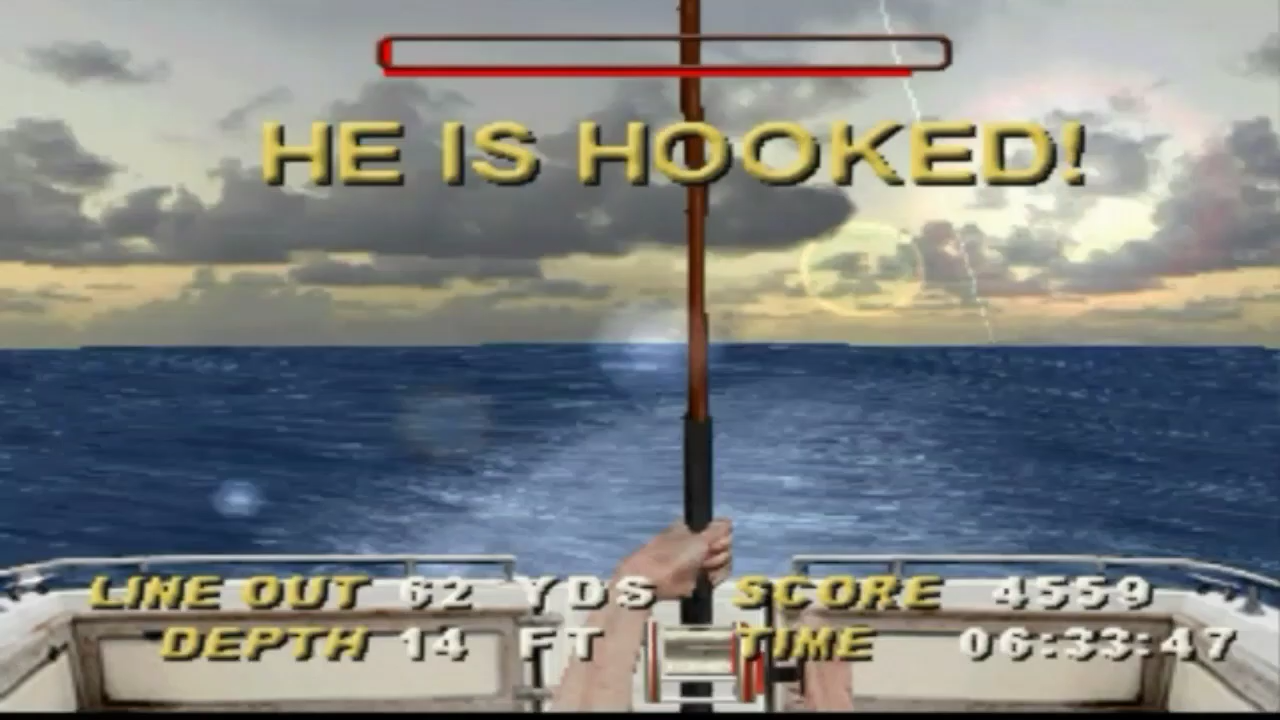 HE IS HOOKED!
LINE OUT 62 YDS SCORE 4559
DEPTH 14 FT TIME 06:33:47